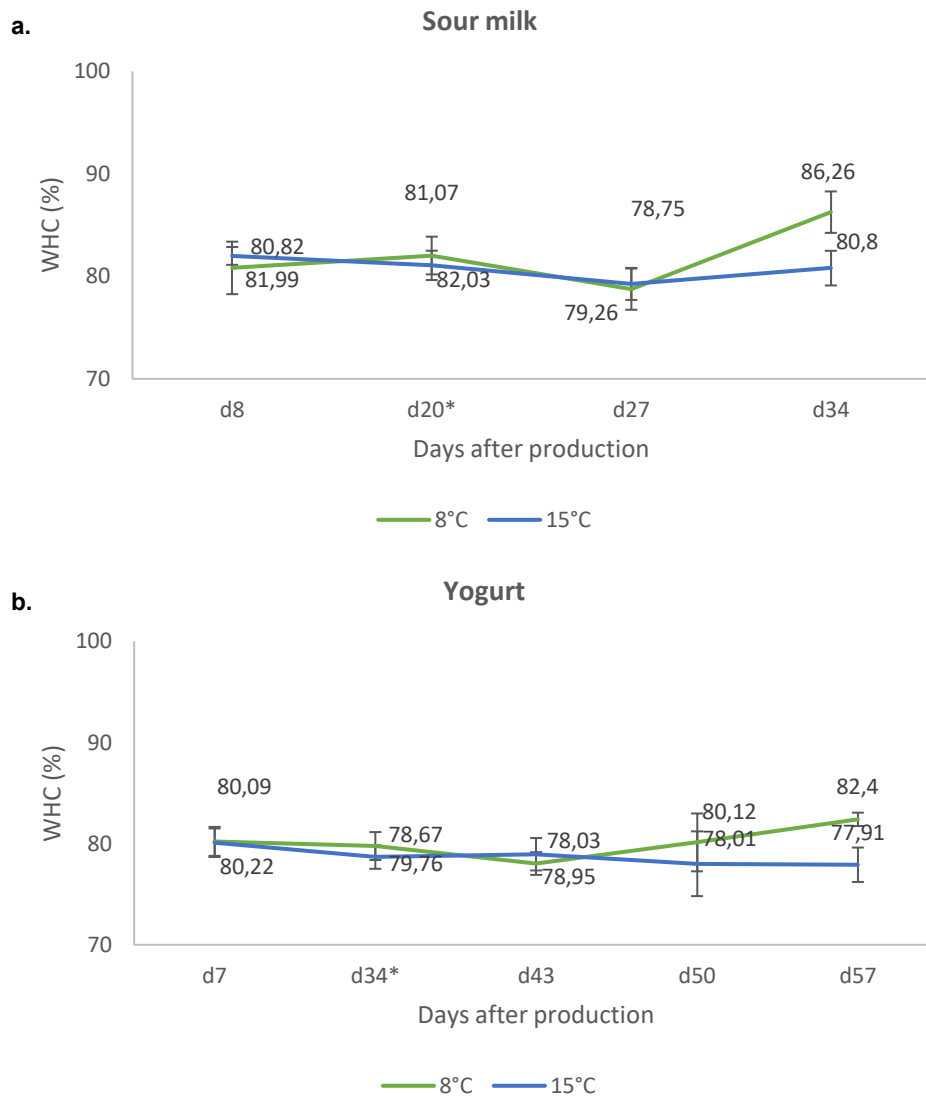 a.
Sour milk
100
90
80
70
WHC (%)
81,07
78,75
86,26
80,82
80,8
81,99
82,03
79,26
d8 d20* d27 d34
Days after production
8°C 15°C
b.
Yogurt
100
90
80
70
WHC (%)
80,09
82,4
80,12
78,67
78,03
78,01
77,91
80,22
79,76
78,95
d7 d34* d43 d50 d57
Days after production
8°C 15°C